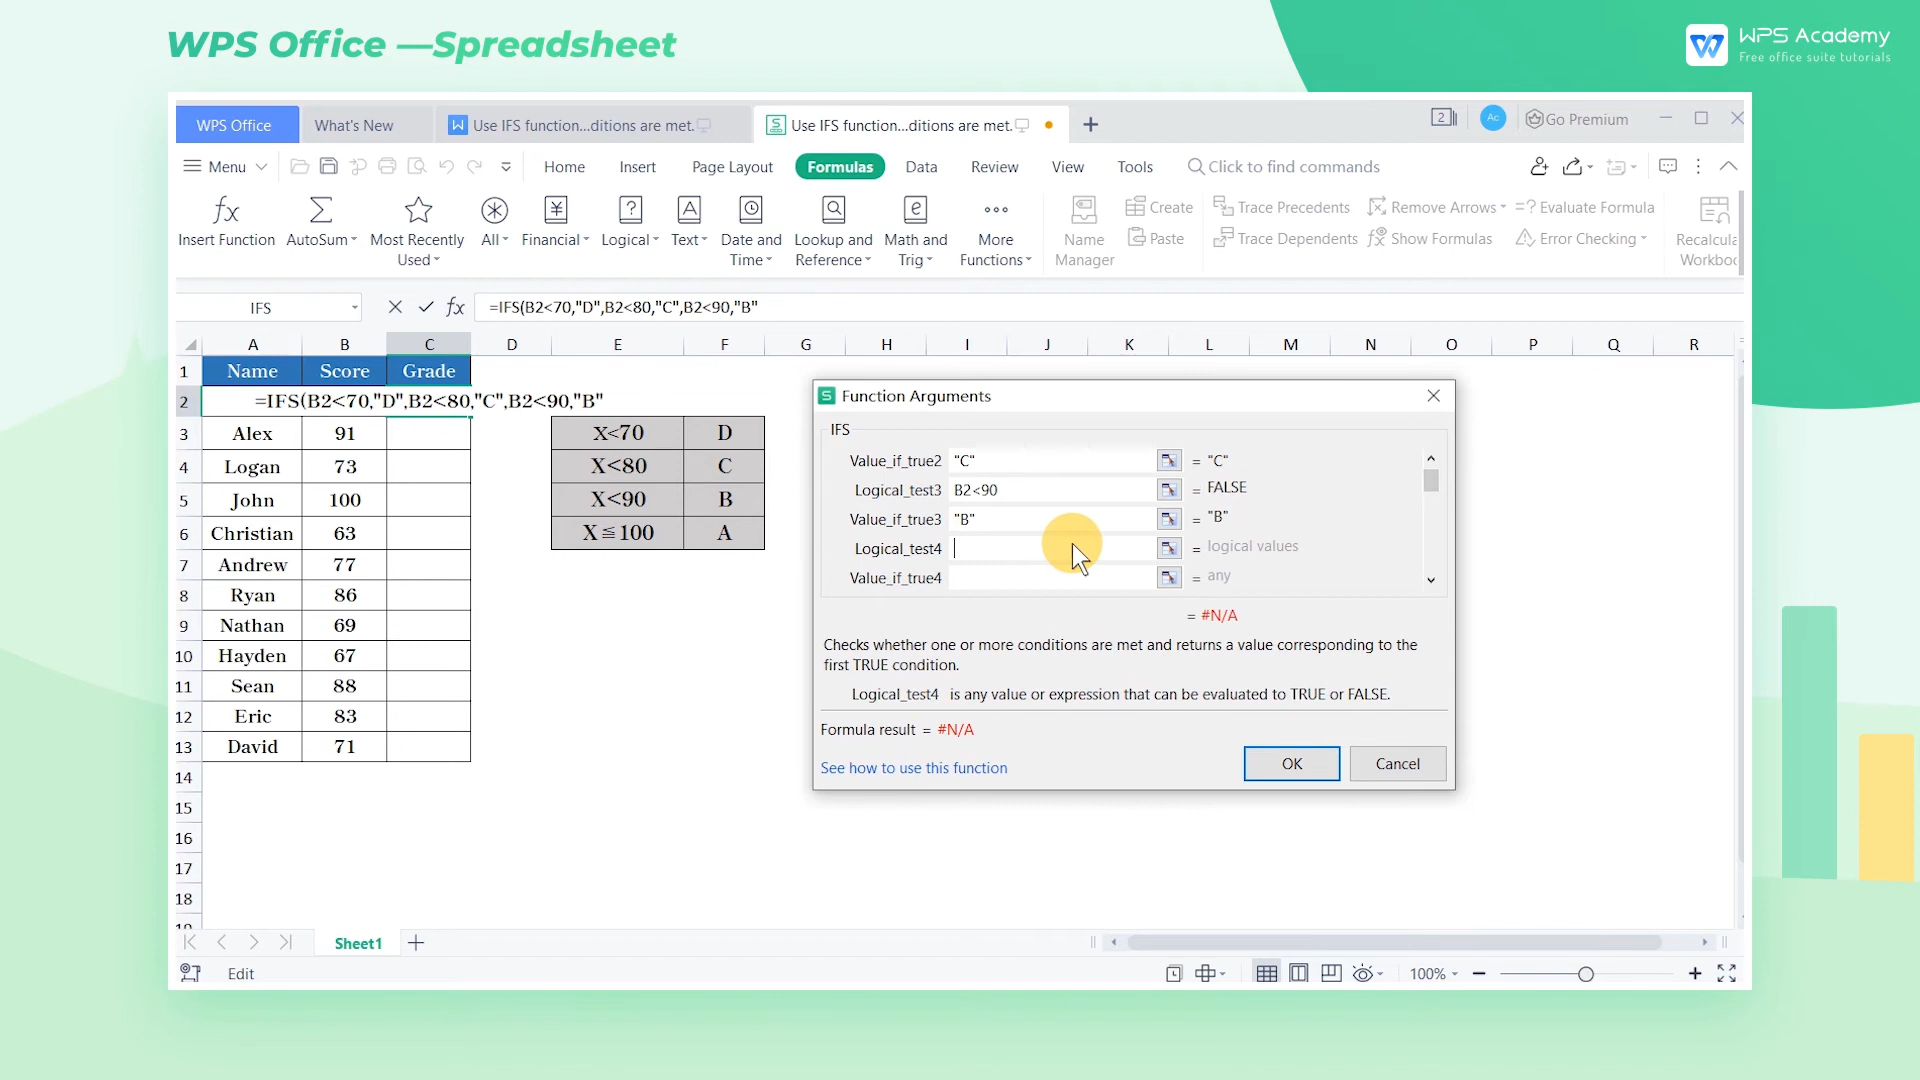 WPS Office —Spreadsheet
WPS Academy
Free office suite tutorials
WPS Office
What's New
Use IFS function...ditions are met.
Use IFS function...ditions are met.
2
Ac
Go Premium
Menu
Home
Insert
Page Layout
Formulas
Data
Review
View
Tools
Click to find commands
Insert Function
AutoSum
Most Recently
Used
All
Financial
Logical
Text
Date and
Time
Lookup and
Reference
Math and
Trig
More
Functions
Name
Manager
Create
Paste
Trace Precedents
Trace Dependents
Remove Arrows
Show Formulas
Evaluate Formula
Error Checking
Recalcula
Workboo
IFS
fx
=IFS(B2<70,"D",B2<80,"C",B2<90,"B"
A B C D E F G H I J K L M N O P Q R
1 Name Score Grade
2 =IFS(B2<70,"D",B2<80,"C",B2<90,"B"
3 Alex 91 X<70 D
4 Logan 73 X<80 C
5 John 100 X<90 B
6 Christian 63 X≦100 A
7 Andrew 77
8 Ryan 86
9 Nathan 69
10 Hayden 67
11 Sean 88
12 Eric 83
13 David 71
14
15
16
17
18
19
Function Arguments
IFS
Value_if_true2 "C" = "C"
Logical_test3 B2<90 = FALSE
Value_if_true3 "B" = "B"
Logical_test4 = logical values
Value_if_true4 = any
= #N/A
Checks whether one or more conditions are met and returns a value corresponding to the
first TRUE condition.
Logical_test4 is any value or expression that can be evaluated to TRUE or FALSE.
Formula result = #N/A
See how to use this function
OK
Cancel
Sheet1
Edit
100%